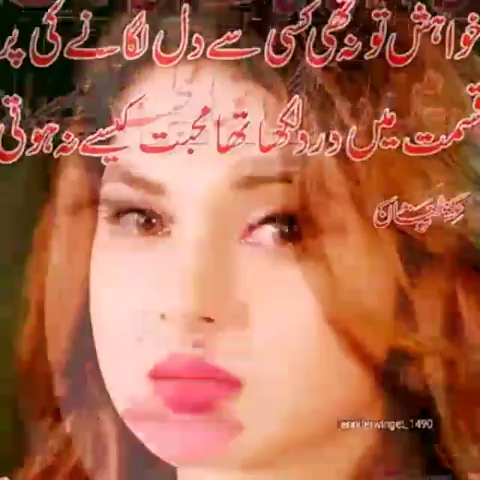 خواہش تو نہ تھی کسی سے دل لگانے کی پر
قسمت میں درد لکھا تھا محبت کیسے نہ ہوتی
jenniferwinget_1490